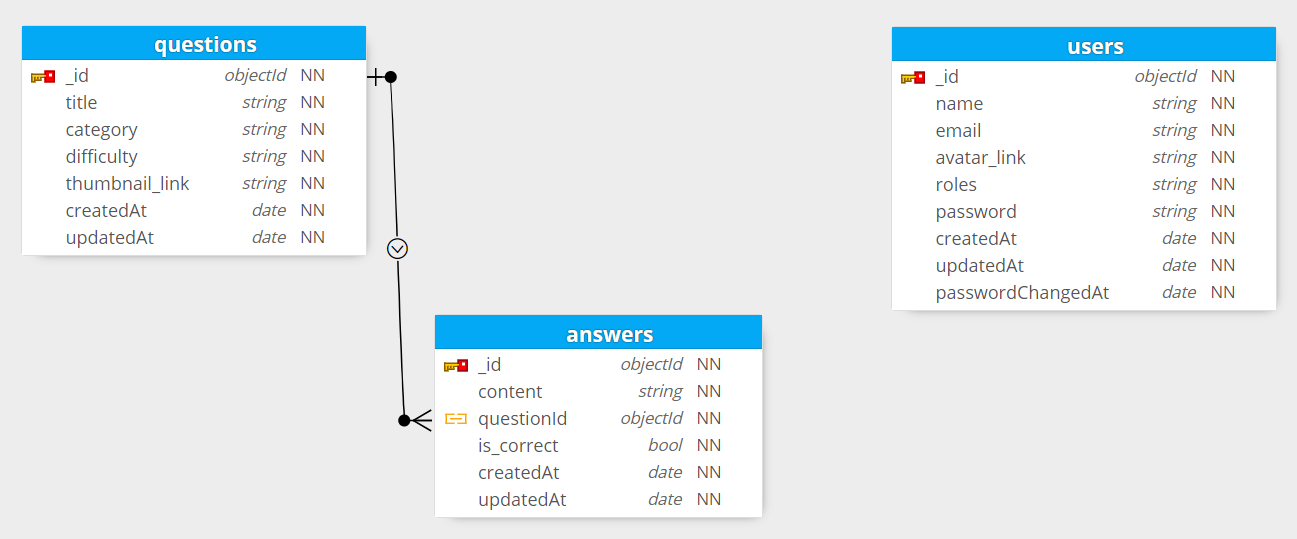 questions
_id objectId NN
title string NN
category string NN
difficulty string NN
thumbnail_link string NN
createdAt date NN
updatedAt date NN
answers
_id objectId NN
content string NN
questionId objectId NN
is_correct bool NN
createdAt date NN
updatedAt date NN
users
_id objectId NN
name string NN
email string NN
avatar_link string NN
roles string NN
password string NN
createdAt date NN
updatedAt date NN
passwordChangedAt date NN